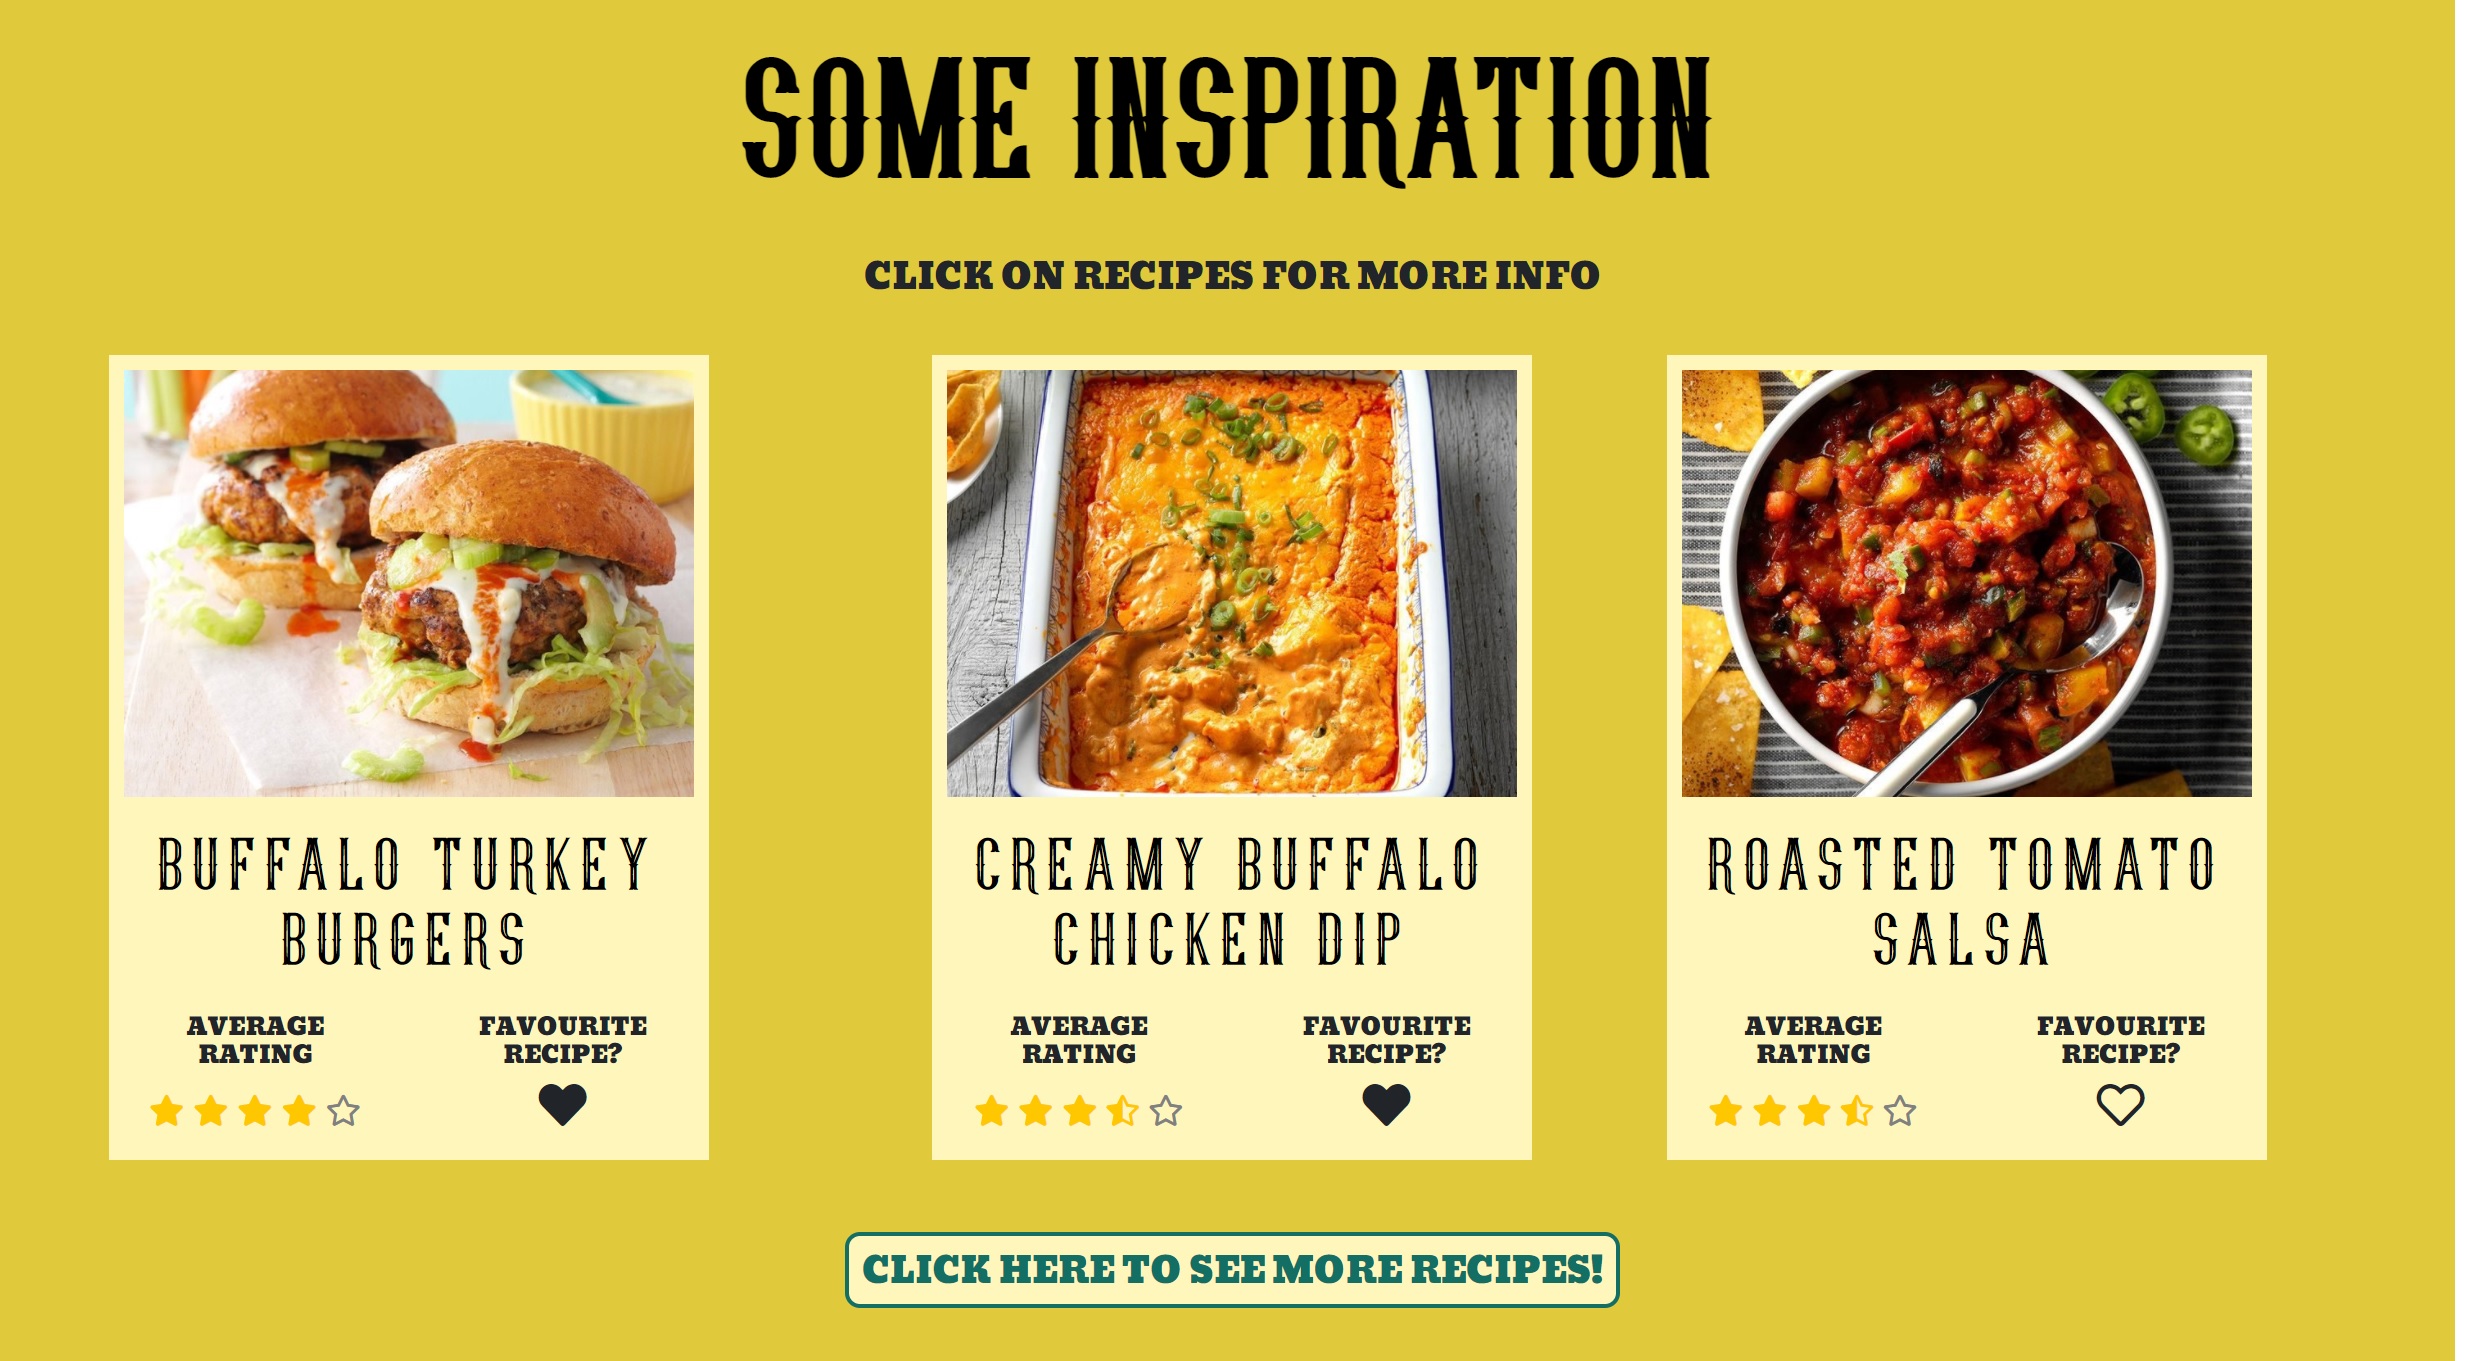 SOME INSPIRATION
CLICK ON RECIPES FOR MORE INFO
BUFFALO TURKEY
BURGERS
AVERAGE
RATING
FAVOURITE
RECIPE?
CREAMY BUFFALO
CHICKEN DIP
AVERAGE
RATING
FAVOURITE
RECIPE?
ROASTED TOMATO
SALSA
AVERAGE
RATING
FAVOURITE
RECIPE?
CLICK HERE TO SEE MORE RECIPES!